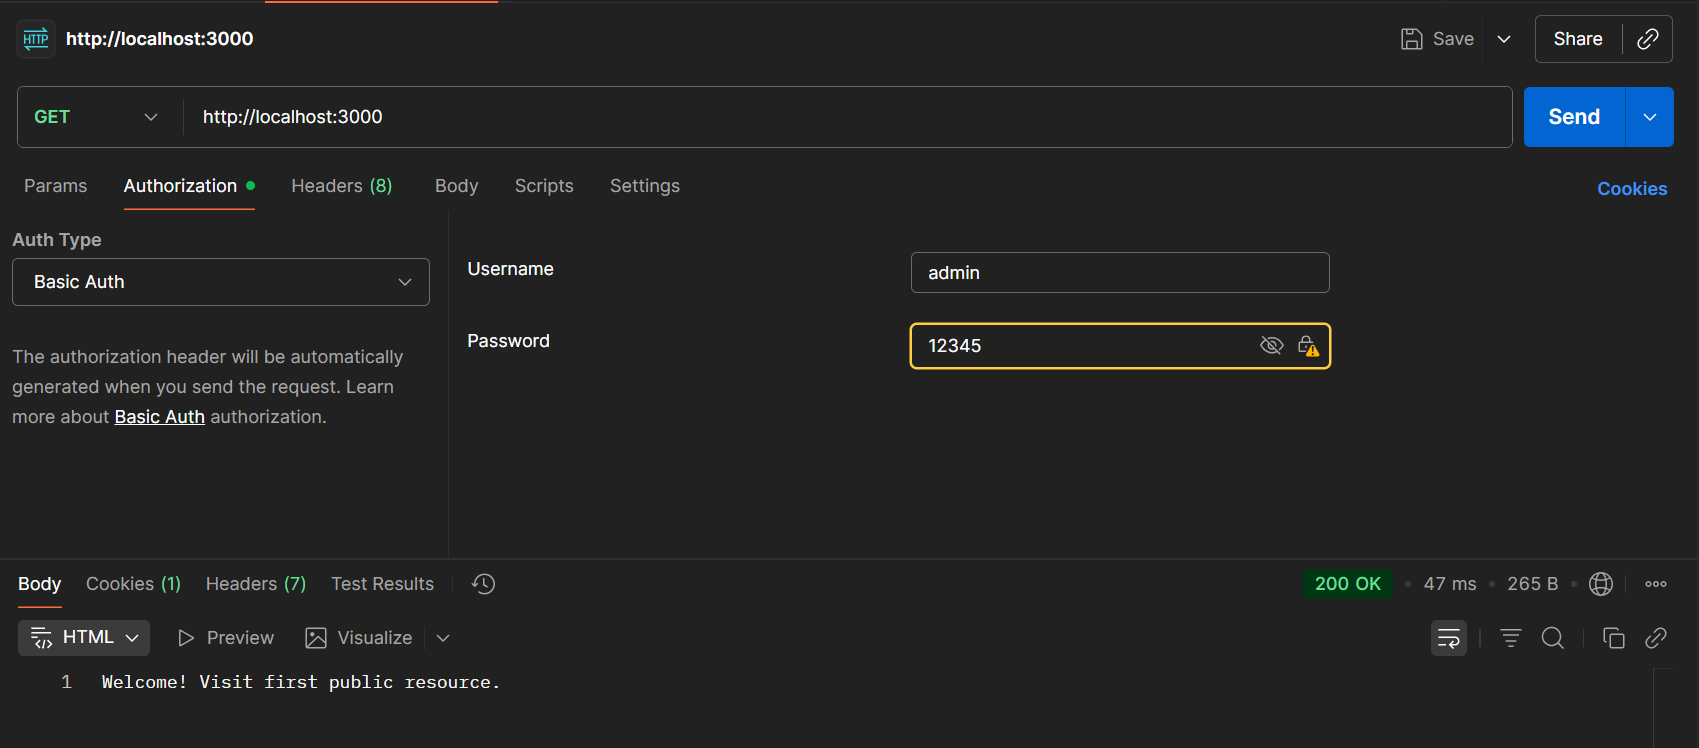 HTTP http://localhost:3000 Save Share
GET http://localhost:3000 Send
Params Authorization Headers (8) Body Scripts Settings Cookies
Auth Type
Basic Auth
The authorization header will be automatically
generated when you send the request. Learn
more about Basic Auth authorization.
Username admin
Password 12345
Body Cookies (1) Headers (7) Test Results 200 OK 47 ms 265 B
HTML Preview Visualize
1 Welcome! Visit first public resource.